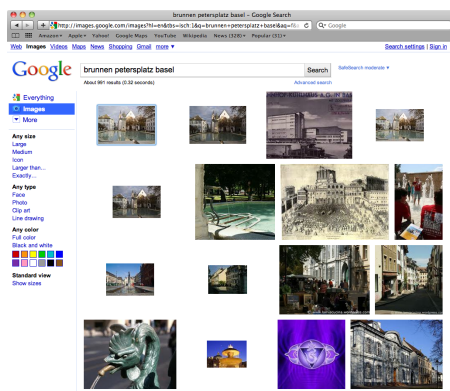 brunnen petersplatz basel - Google Search
http://images.google.com/images?hl=en&tbs=isch:1&q=brunnen+petersplatz+basel&aq=f&
Q- Google
Amazon Apple Yahoo! Google Maps YouTube Wikipedia News (328) Popular (31)
Web Images Videos Maps News Shopping Gmail more
Search settings | Sign in
Google
brunnen petersplatz basel
Search
SafeSearch moderate
About 991 results (0.32 seconds)
Advanced search
Everything
Images
More
Any size
Large
Medium
Icon
Larger than...
Exactly...
Any type
Face
Photo
Clip art
Line drawing
Any color
Full color
Black and white
Standard view
Show sizes